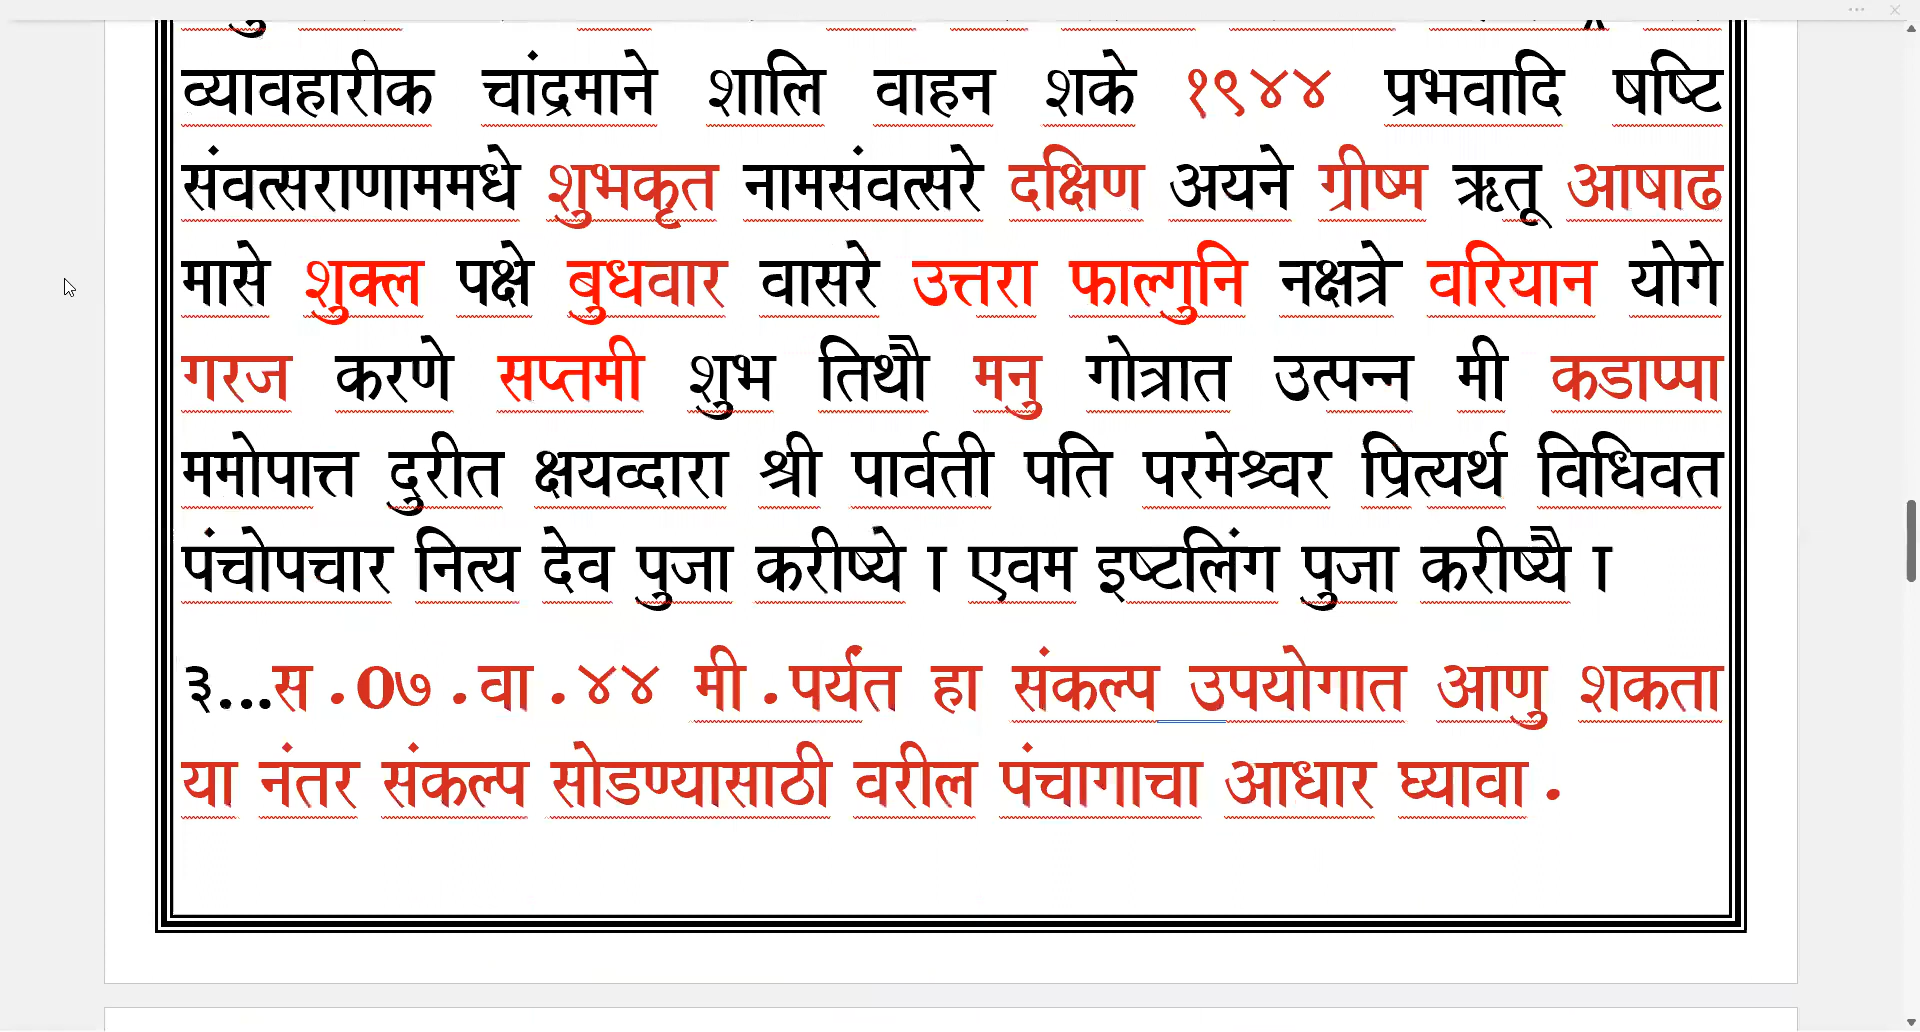 व्यावहारीक चांद्रमाने शालि वाहन शके १९४४ प्रभवादि षष्टि
संवत्सराणाममधे शुभकृत नामसंवत्सरे दक्षिण अयने ग्रीष्म ऋतू आषाढ
मासे शुक्ल पक्षे बुधवार वासरे उत्तरा फाल्गुनि नक्षत्रे वरियान योगे
गरज करणे सप्तमी शुभ तिथौ मनु गोत्रात उत्पन्न मी कडाप्पा
ममोपात्त दुरीत क्षयव्दारा श्री पार्वती पति परमेश्वर प्रित्यर्थ विधिवत
पंचोपचार नित्य देव पुजा करीष्ये । एवम इष्टलिंग पुजा करीष्यै ।
३...स .0७ .वा .४४ मी .पर्यंत हा संकल्प उपयोगात आणु शकता
या नंतर संकल्प सोडण्यासाठी वरील पंचागाचा आधार घ्यावा .